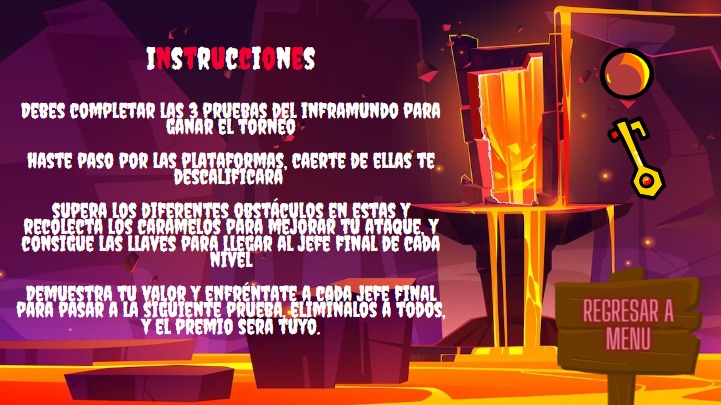 INSTRUCCIONES
DEBES COMPLETAR LAS 3 PRUEBAS DEL INFRAMUNDO PARA
GANAR EL TORNEO
HASTE PASO POR LAS PLATAFORMAS, CAERTE DE ELLAS TE
DESCALIFICARÁ
SUPERA LOS DIFERENTES OBSTÁCULOS EN ESTAS Y
RECOLECTA LOS CARAMELOS PARA MEJORAR TU ATAQUE, Y
CONSIGUE LAS LLAVES PARA LLEGAR AL JEFE FINAL DE CADA
NIVEL
DEMUESTRA TU VALOR Y ENFRÉNTATE A CADA JEFE FINAL
PARA PASAR A LA SIGUIENTE PRUEBA, ELIMÍNALOS A TODOS,
Y EL PREMIO SERÁ TUYO.
REGRESAR A
MENU